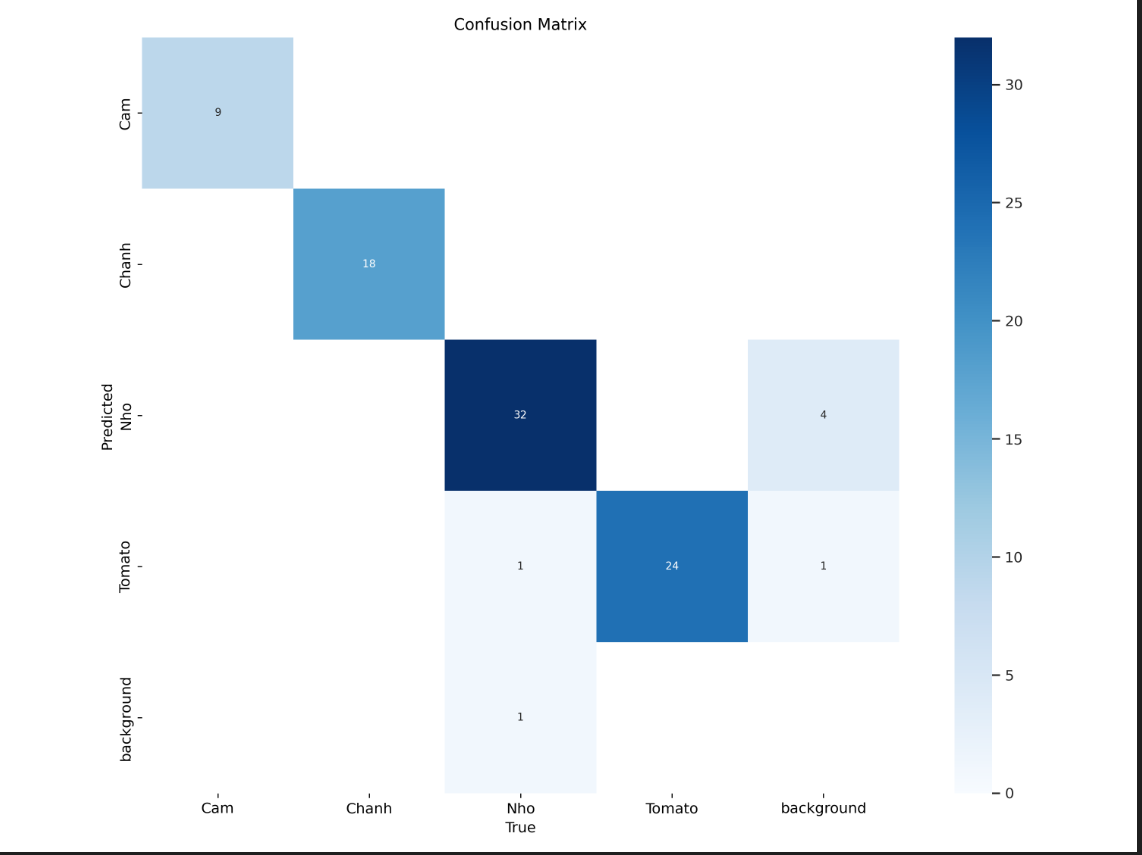 Confusion Matrix
Cam
9
Chanh
18
Predicted
Nho
32
4
Tomato
1
24
1
background
1
Cam
Chanh
Nho
Tomato
background
True
30
25
20
15
10
5
0